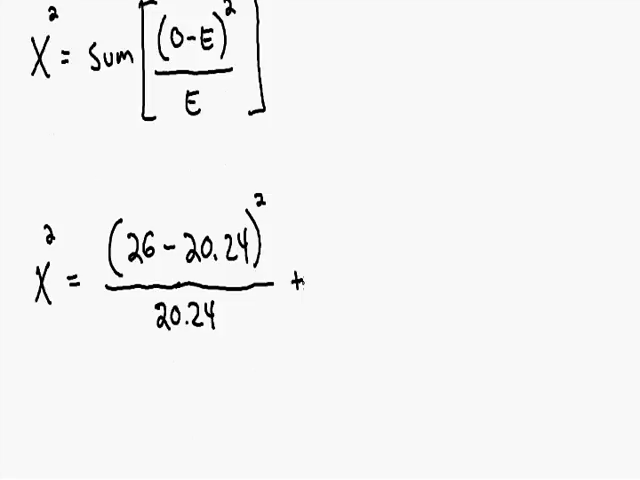 X² = Sum [(O-E)² / E]
X² = (26 - 20.24)² / 20.24 +